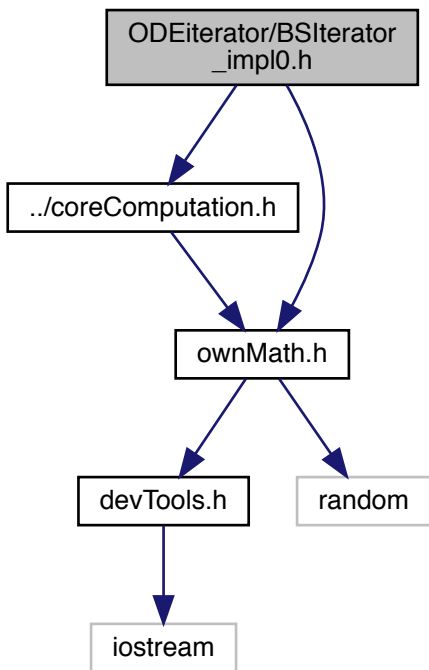 ODEiterator/BSIterator
_impl0.h
../coreComputation.h
ownMath.h
devTools.h
random
iostream